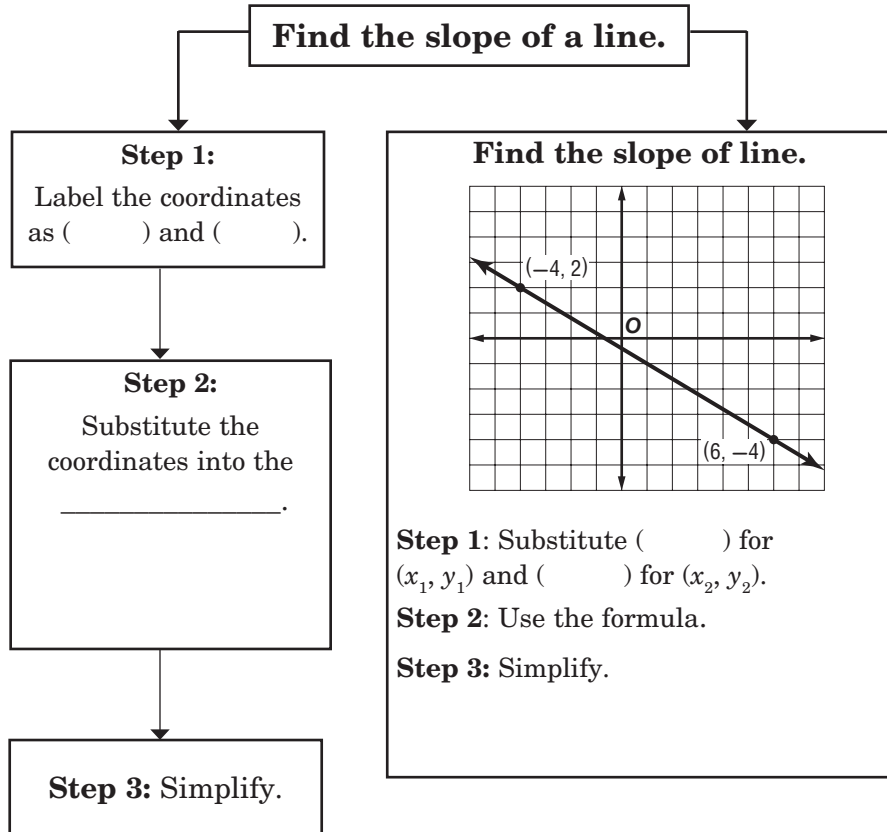 Find the slope of a line.
Step 1:
Label the coordinates
as (        ) and (        ).
Step 2:
Substitute the
coordinates into the
________________.
Step 3: Simplify.
Find the slope of line.
(–4, 2)
O
(6, –4)
Step 1: Substitute (        ) for
(x₁, y₁) and (        ) for (x₂, y₂).
Step 2: Use the formula.
Step 3: Simplify.